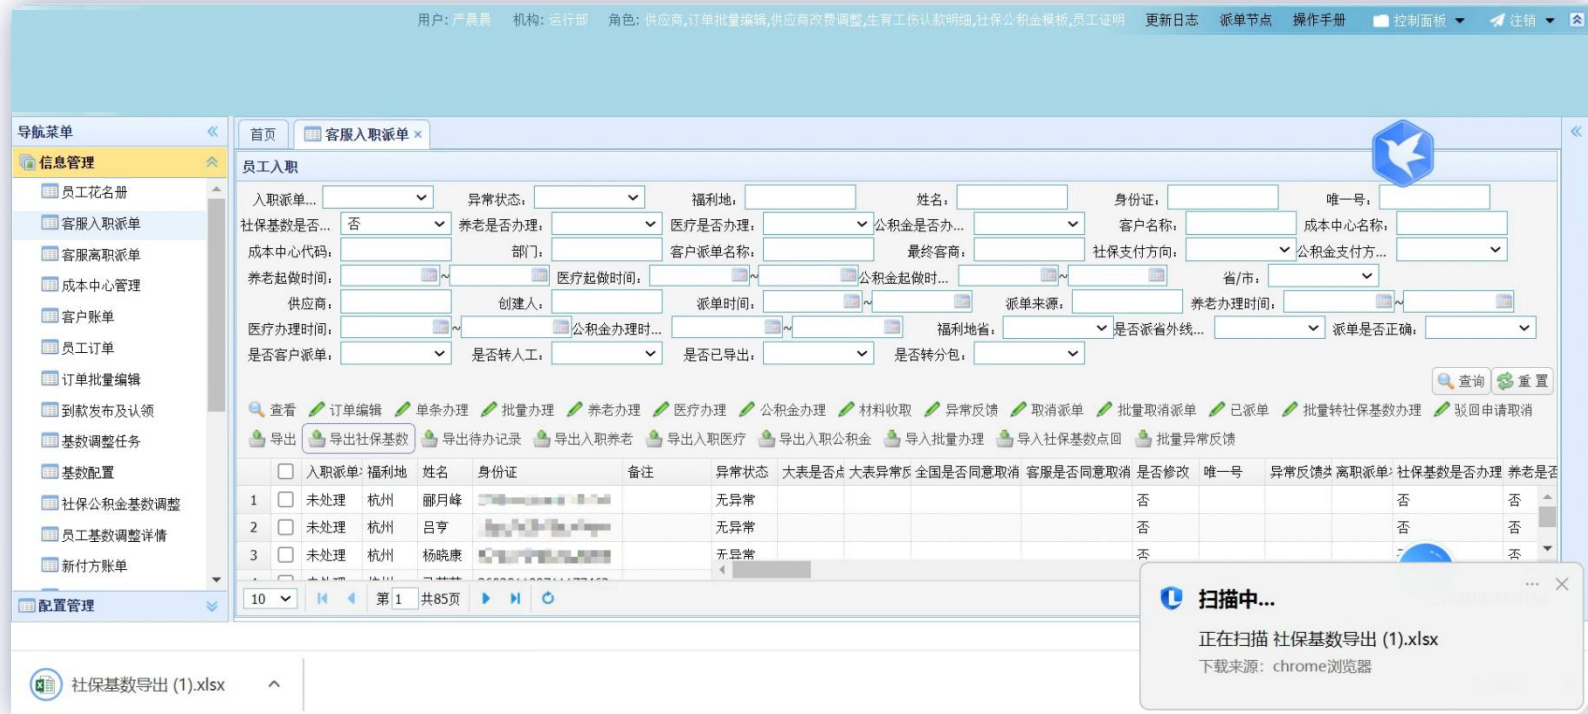 用户: 严晨晨 机构: 运行部 角色: 供应商,订单批量编辑,供应商改费调整,生育工伤认款明细,社保公积金模板,员工证明 更新日志 派单节点 操作手册 控制面板 注销
导航菜单
首页 客服入职派单 ×
信息管理
员工花名册
客服入职派单
客服离职派单
成本中心管理
客户账单
员工订单
订单批量编辑
到款发布及认领
基数调整任务
基数配置
社保公积金基数调整
员工基数调整详情
新付方账单
配置管理
员工入职
入职派单... 异常状态: 福利地: 姓名: 身份证: 唯一号:
社保基数是否... 否 养老是否办理: 医疗是否办理: 公积金是否办... 客户名称: 成本中心名称:
成本中心代码: 部门: 客户派单名称: 最终客商: 社保支付方向: 公积金支付方...
养老起做时间: ~ 医疗起做时间: ~ 公积金起做时... ~ 省/市:
供应商: 创建人: 派单时间: ~ 派单来源: 养老办理时间: ~
医疗办理时间: ~ 公积金办理时... ~ 福利地省: 是否派省外线... 派单是否正确:
是否客户派单: 是否转人工: 是否已导出: 是否转分包:
查询 重置
查看 订单编辑 单条办理 批量办理 养老办理 医疗办理 公积金办理 材料收取 异常反馈 取消派单 批量取消派单 已派单 批量转社保基数办理 驳回申请取消
导出 导出社保基数 导出待办记录 导出入职养老 导出入职医疗 导出入职公积金 导入批量办理 导入社保基数点回 批量异常反馈
入职派单 福利地 姓名 身份证 备注 异常状态 大表是否点 大表异常反 全国是否同意取消 客服是否同意取消 是否修改 唯一号 异常反馈类 离职派单 社保基数是否办理 养老是否
1 未处理 杭州 郦月峰 无异常 否 否 否
2 未处理 杭州 吕亨 无异常 否 否 否
3 未处理 杭州 杨晓康 无异常 否 否
10 第 1 共85页
扫描中...
正在扫描 社保基数导出 (1).xlsx
下载来源: chrome浏览器
社保基数导出 (1).xlsx